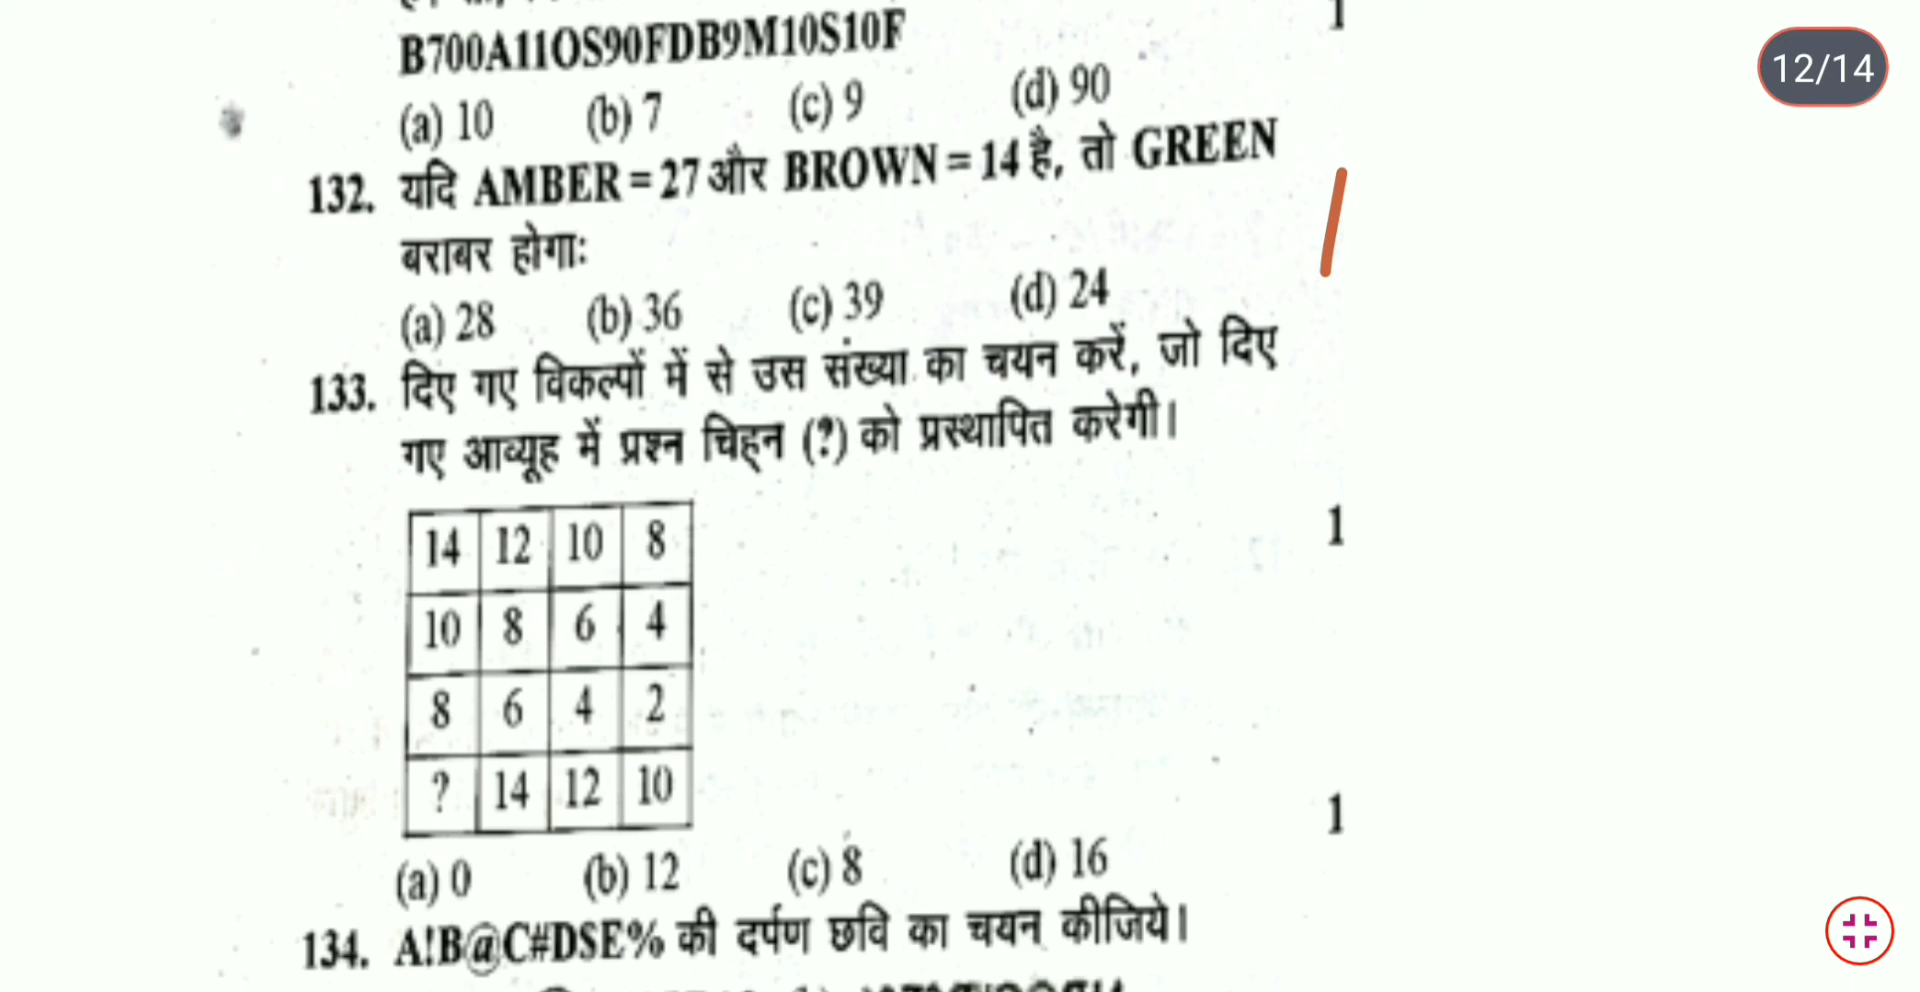 B700A11OS90FDB9M10S10F
1
12/14
(a) 10 (b) 7 (c) 9 (d) 90
132. यदि AMBER = 27 और BROWN = 14 है, तो GREEN
बराबर होगाः
(a) 28 (b) 36 (c) 39 (d) 24
133. दिए गए विकल्पों में से उस संख्या का चयन करें, जो दिए
गए आव्यूह में प्रश्न चिह्न (?) को प्रस्थापित करेगी।
1
14 12 10 8
10 8 6 4
8 6 4 2
? 14 12 10
1
(a) 0 (b) 12 (c) 8 (d) 16
134. A!B@C#DSE% की दर्पण छवि का चयन कीजिये।